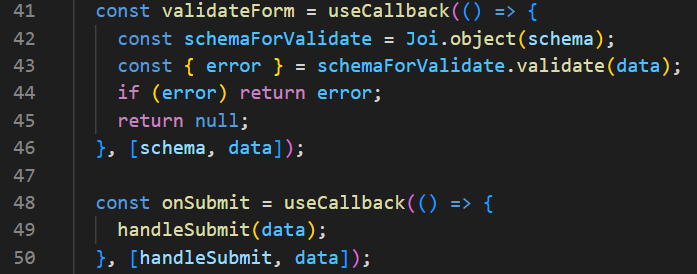 41 const validateForm = useCallback(() => {
42 const schemaForValidate = Joi.object(schema);
43 const { error } = schemaForValidate.validate(data);
44 if (error) return error;
45 return null;
46 }, [schema, data]);
47
48 const onSubmit = useCallback(() => {
49 handleSubmit(data);
50 }, [handleSubmit, data]);